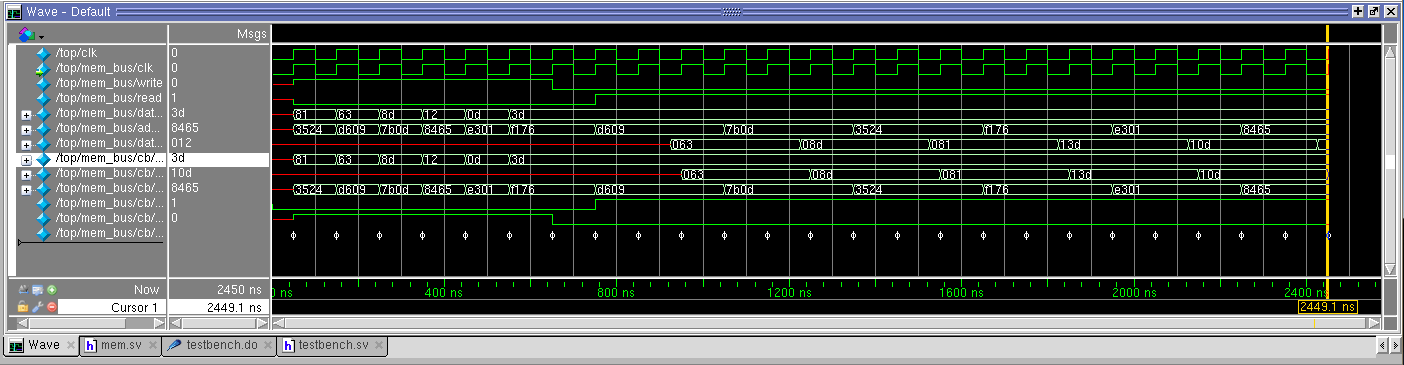 Wave - Default
Msgs
/top/clk 0
/top/mem_bus/clk 0
/top/mem_bus/write 0
/top/mem_bus/read 1
/top/mem_bus/dat... 3d 81 63 8d 12 0d 3d
/top/mem_bus/ad... 8465 3524 d609 7b0d 8465 e301 f176 d609 7b0d 3524 f176 e301 8465
/top/mem_bus/dat... 012 063 08d 081 13d 10d
/top/mem_bus/cb/... 3d 81 63 8d 12 0d 3d
/top/mem_bus/cb/... 10d 063 08d 081 13d 10d
/top/mem_bus/cb/... 8465 3524 d609 7b0d 8465 e301 f176 d609 7b0d 3524 f176 e301 8465
/top/mem_bus/cb/... 1
/top/mem_bus/cb/... 0
/top/mem_bus/cb/...
Now 2450 ns 0 ns 400 ns 800 ns 1200 ns 1600 ns 2000 ns 2400 ns
Cursor 1 2449.1 ns 2449.1 ns
Wave mem.sv testbench.do testbench.sv